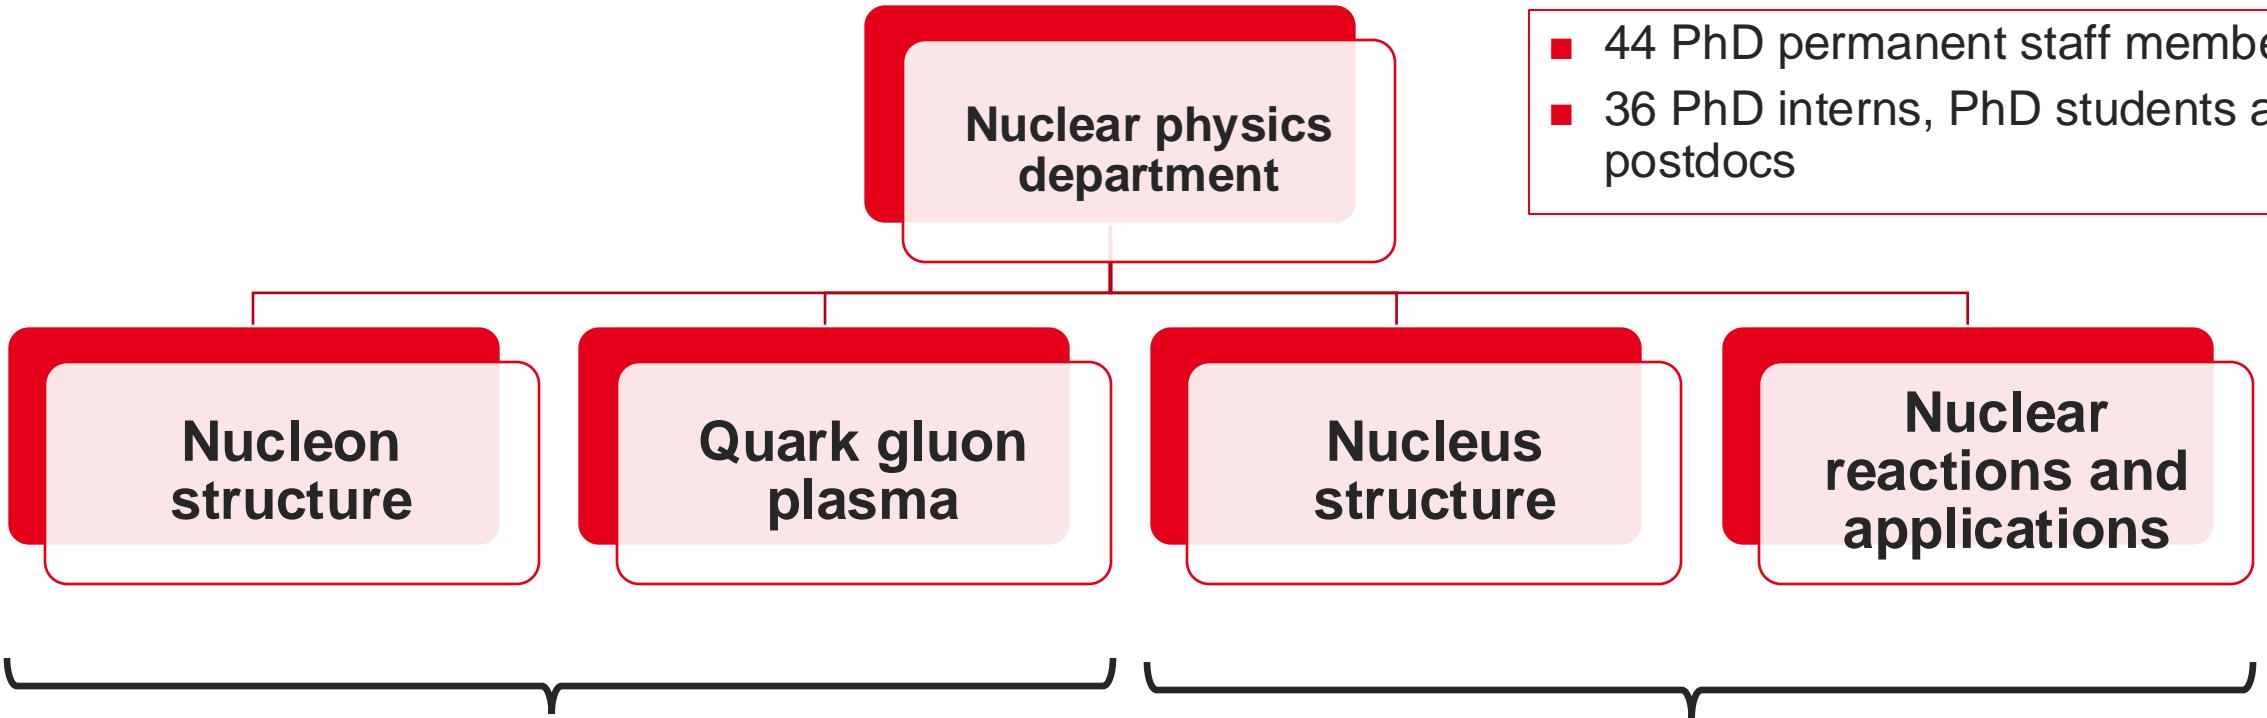 Nuclear physics
department
44 PhD permanent staff
36 PhD interns, PhD students
postdocs
Nucleon
structure
Quark gluon
plasma
Nucleus
structure
Nuclear
reactions and
applications